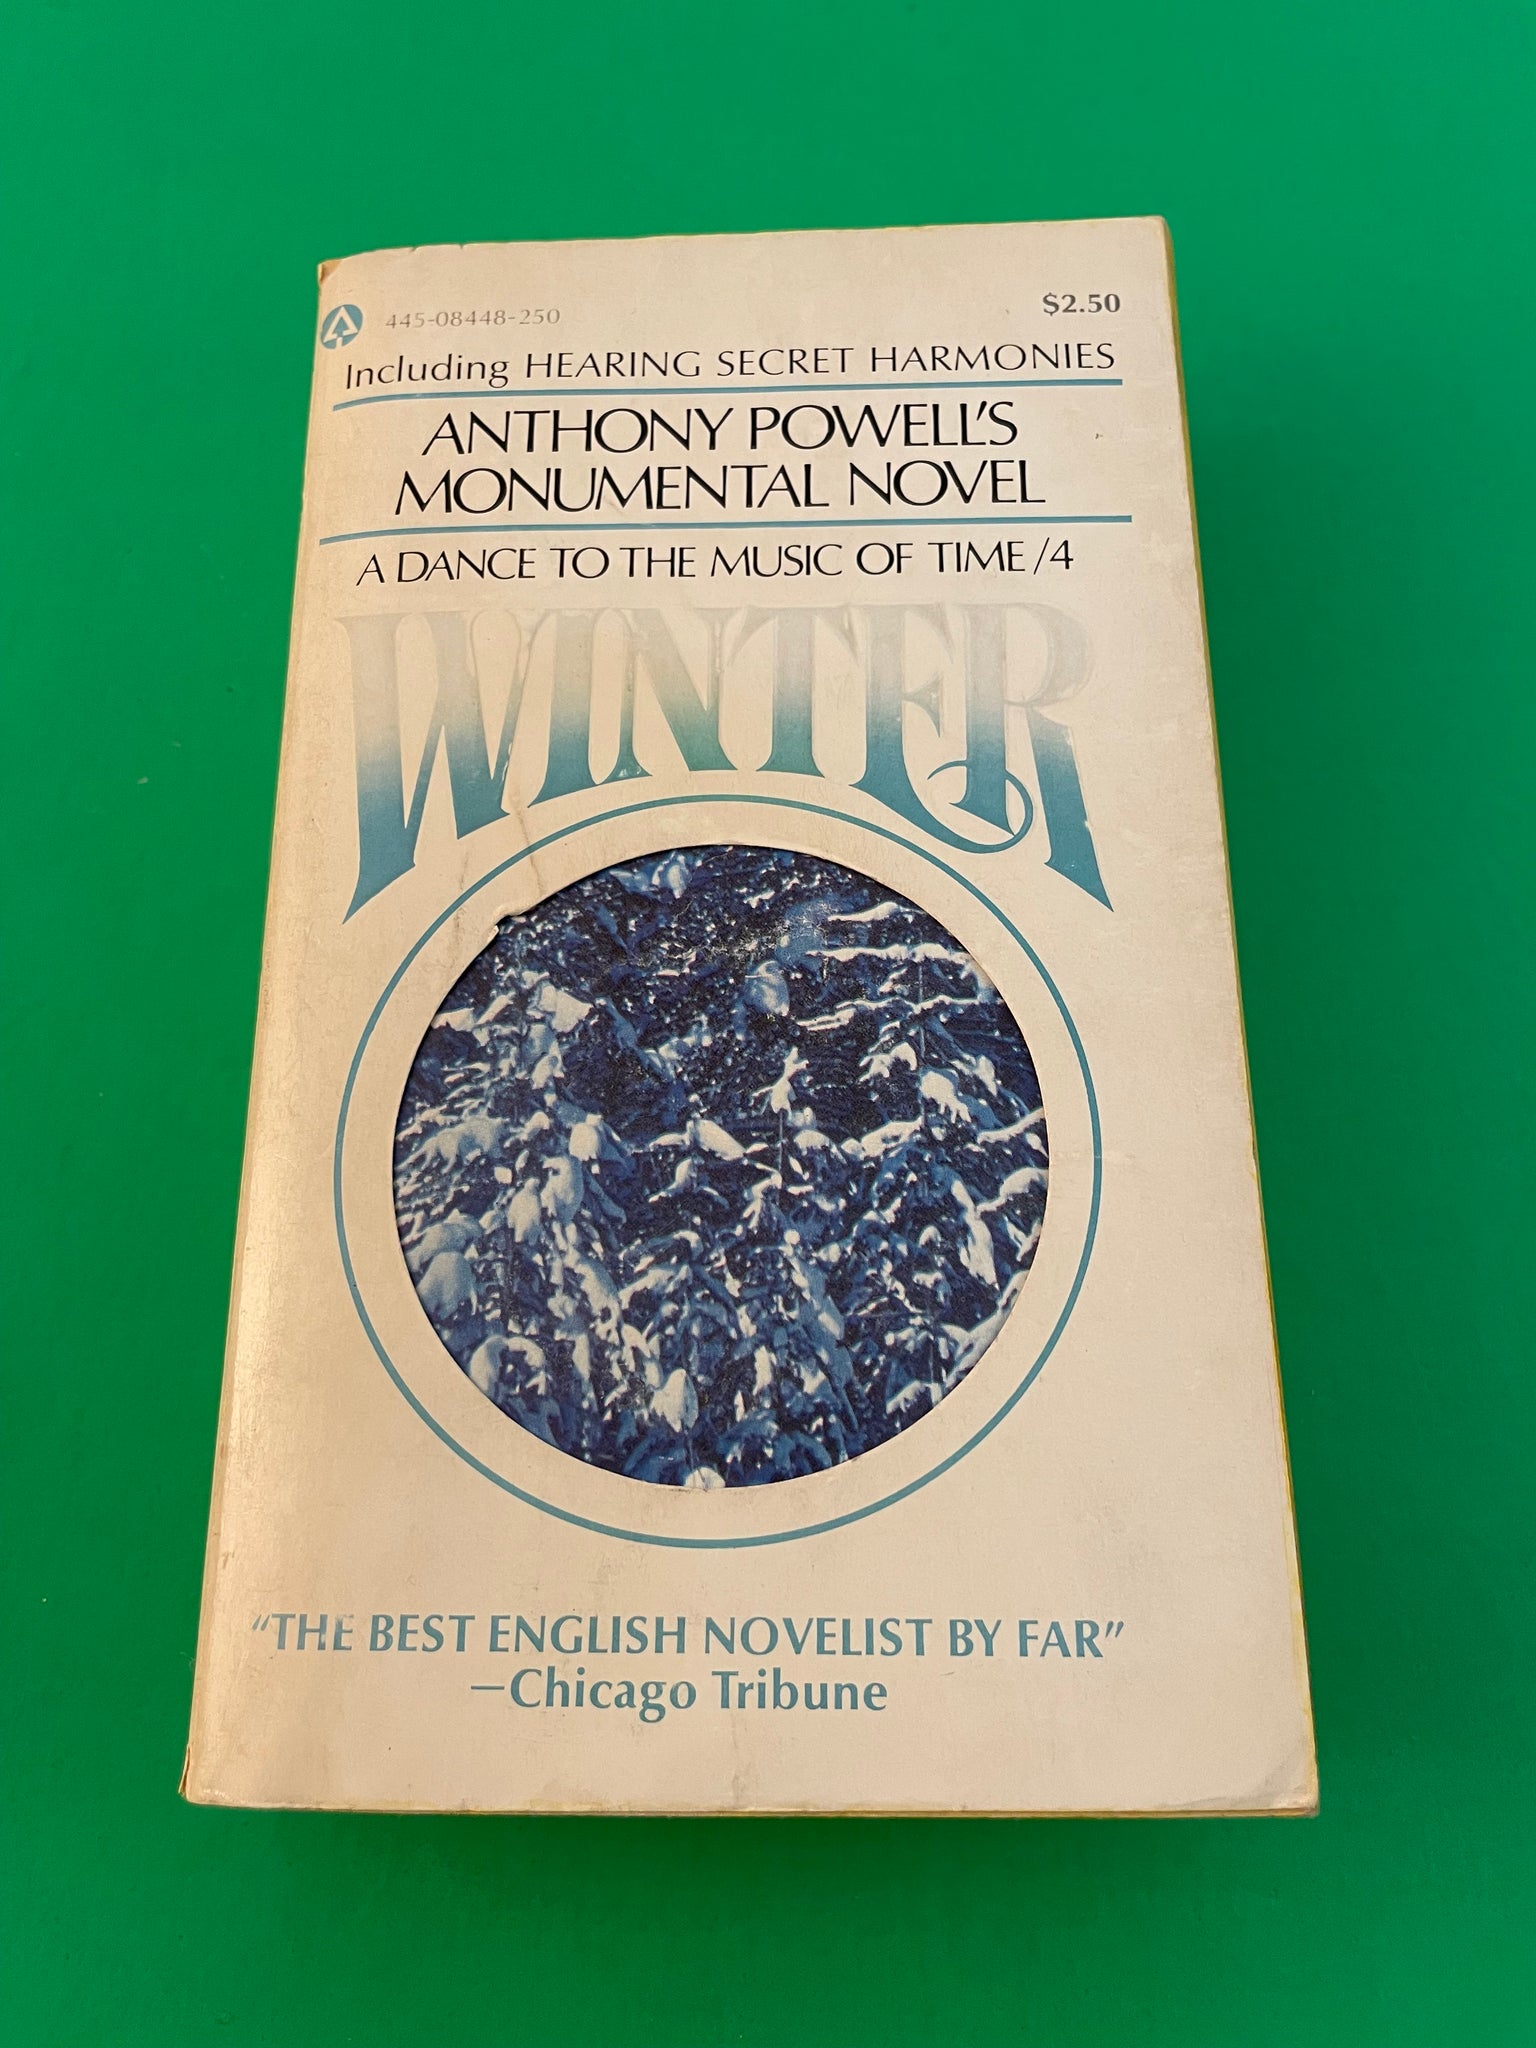 445-08448-250
$2.50
Including HEARING SECRET HARMONIES
ANTHONY POWELL'S
MONUMENTAL NOVEL
A DANCE TO THE MUSIC OF TIME/4
WINTER
"THE BEST ENGLISH NOVELIST BY FAR"
—Chicago Tribune